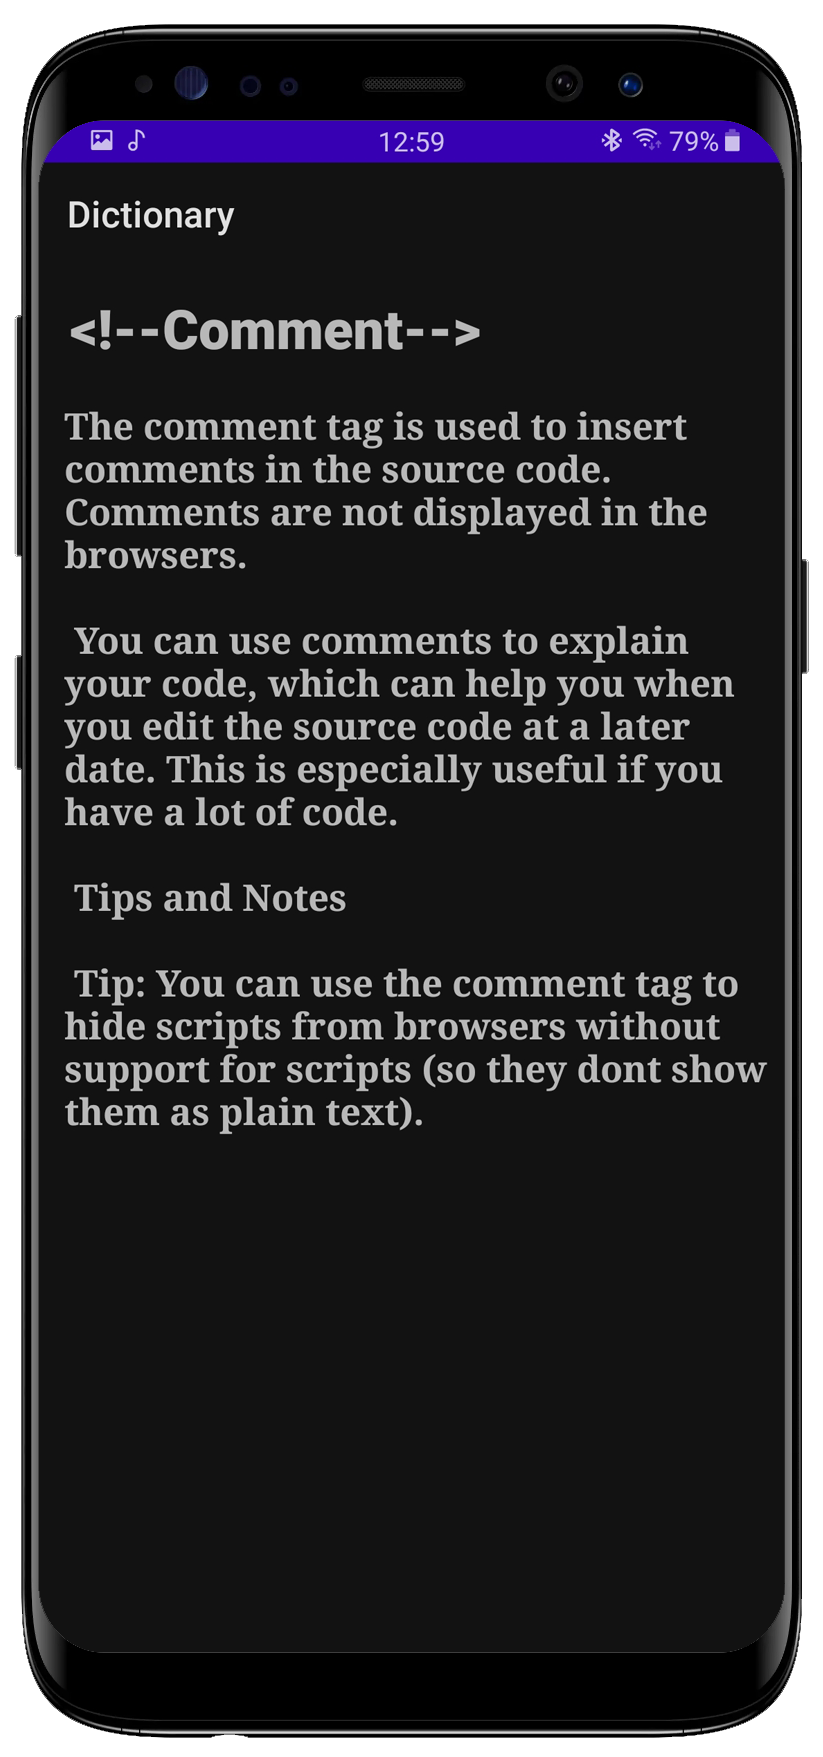 12:59 79%
Dictionary
<!--Comment-->
The comment tag is used to insert
comments in the source code.
Comments are not displayed in the
browsers.
You can use comments to explain
your code, which can help you when
you edit the source code at a later
date. This is especially useful if you
have a lot of code.
Tips and Notes
Tip: You can use the comment tag to
hide scripts from browsers without
support for scripts (so they dont show
them as plain text).